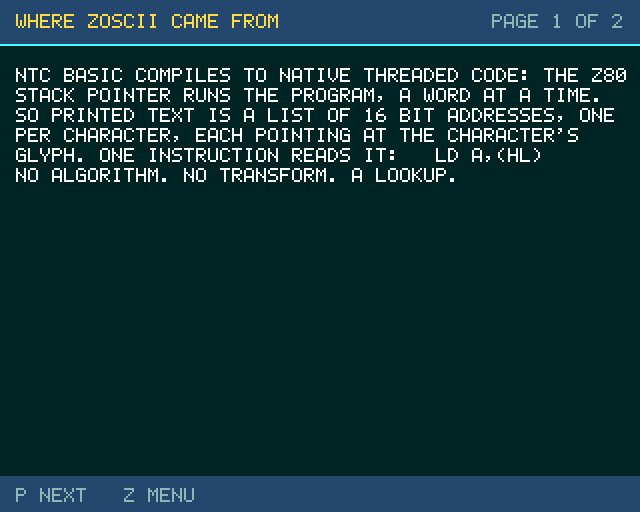 WHERE ZOSCII CAME FROM PAGE 1 OF 2
NTC BASIC COMPILES TO NATIVE THREADED CODE: THE Z80
STACK POINTER RUNS THE PROGRAM, A WORD AT A TIME.
SO PRINTED TEXT IS A LIST OF 16 BIT ADDRESSES, ONE
PER CHARACTER, EACH POINTING AT THE CHARACTER'S
GLYPH. ONE INSTRUCTION READS IT: LD A,(HL)
NO ALGORITHM. NO TRANSFORM. A LOOKUP.
P NEXT Z MENU